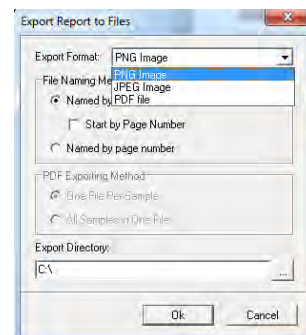 Export Report to Files
Export Format: PNG Image
PNG Image
File Naming Me JPEG Image
Named by PDF file
Start by Page Number
Named by page number
PDF Exporting Method
One File Per Sample
All Samples in One File
Export Directory:
C:\
...
Ok Cancel